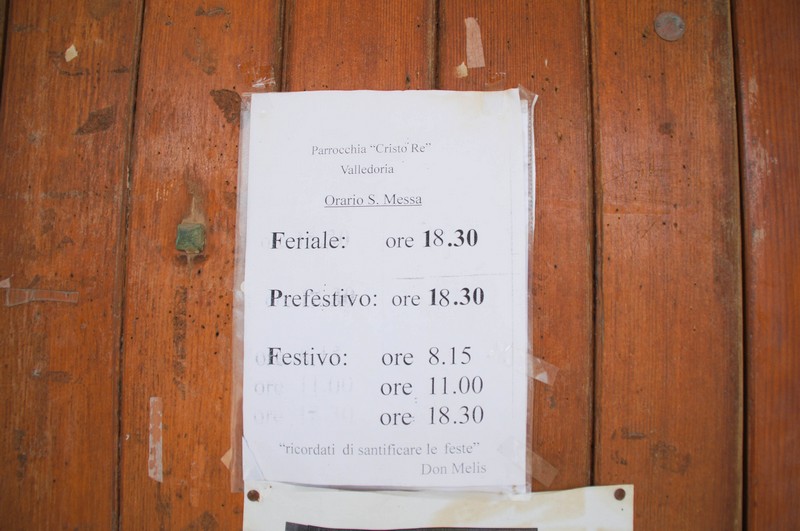 Parrocchia “Cristo Re”
Valledoria
Orario S. Messa
Feriale: ore 18.30
Prefestivo: ore 18.30
Festivo: ore 8.15
ore 11.00
ore 18.30
“ricordati di santificare le feste”
Don Melis